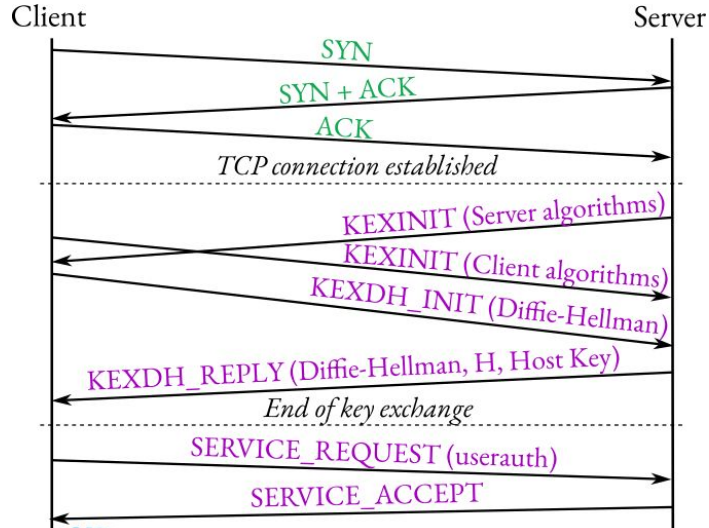 Client
Server
SYN
SYN + ACK
ACK
TCP connection established
KEXINIT (Server algorithms)
KEXINIT (Client algorithms)
KEXDH_INIT (Diffie-Hellman)
KEXDH_REPLY (Diffie-Hellman, H, Host Key)
End of key exchange
SERVICE_REQUEST (userauth)
SERVICE_ACCEPT